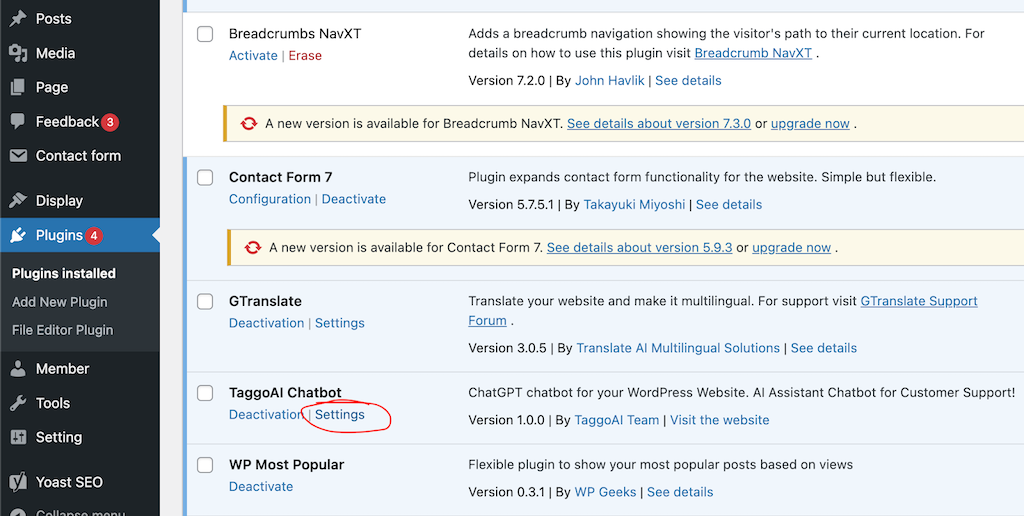 Posts
Media
Page
Feedback 3
Contact form
Display
Plugins 4
Plugins installed
Add New Plugin
File Editor Plugin
Member
Tools
Setting
Yoast SEO
Collapse menu
Breadcrumbs NavXT
Activate | Erase
Adds a breadcrumb navigation showing the visitor's path to their current location. For
details on how to use this plugin visit Breadcrumb NavXT .
Version 7.2.0 | By John Havlik | See details
A new version is available for Breadcrumb NavXT. See details about version 7.3.0 or upgrade now .
Contact Form 7
Configuration | Deactivate
Plugin expands contact form functionality for the website. Simple but flexible.
Version 5.7.5.1 | By Takayuki Miyoshi | See details
A new version is available for Contact Form 7. See details about version 5.9.3 or upgrade now .
GTranslate
Deactivation | Settings
Translate your website and make it multilingual. For support visit GTranslate Support
Forum .
Version 3.0.5 | By Translate AI Multilingual Solutions | See details
TaggoAI Chatbot
Deactivation | Settings
ChatGPT chatbot for your WordPress Website. AI Assistant Chatbot for Customer Support!
Version 1.0.0 | By TaggoAI Team | Visit the website
WP Most Popular
Deactivate
Flexible plugin to show your most popular posts based on views
Version 0.3.1 | By WP Geeks | See details